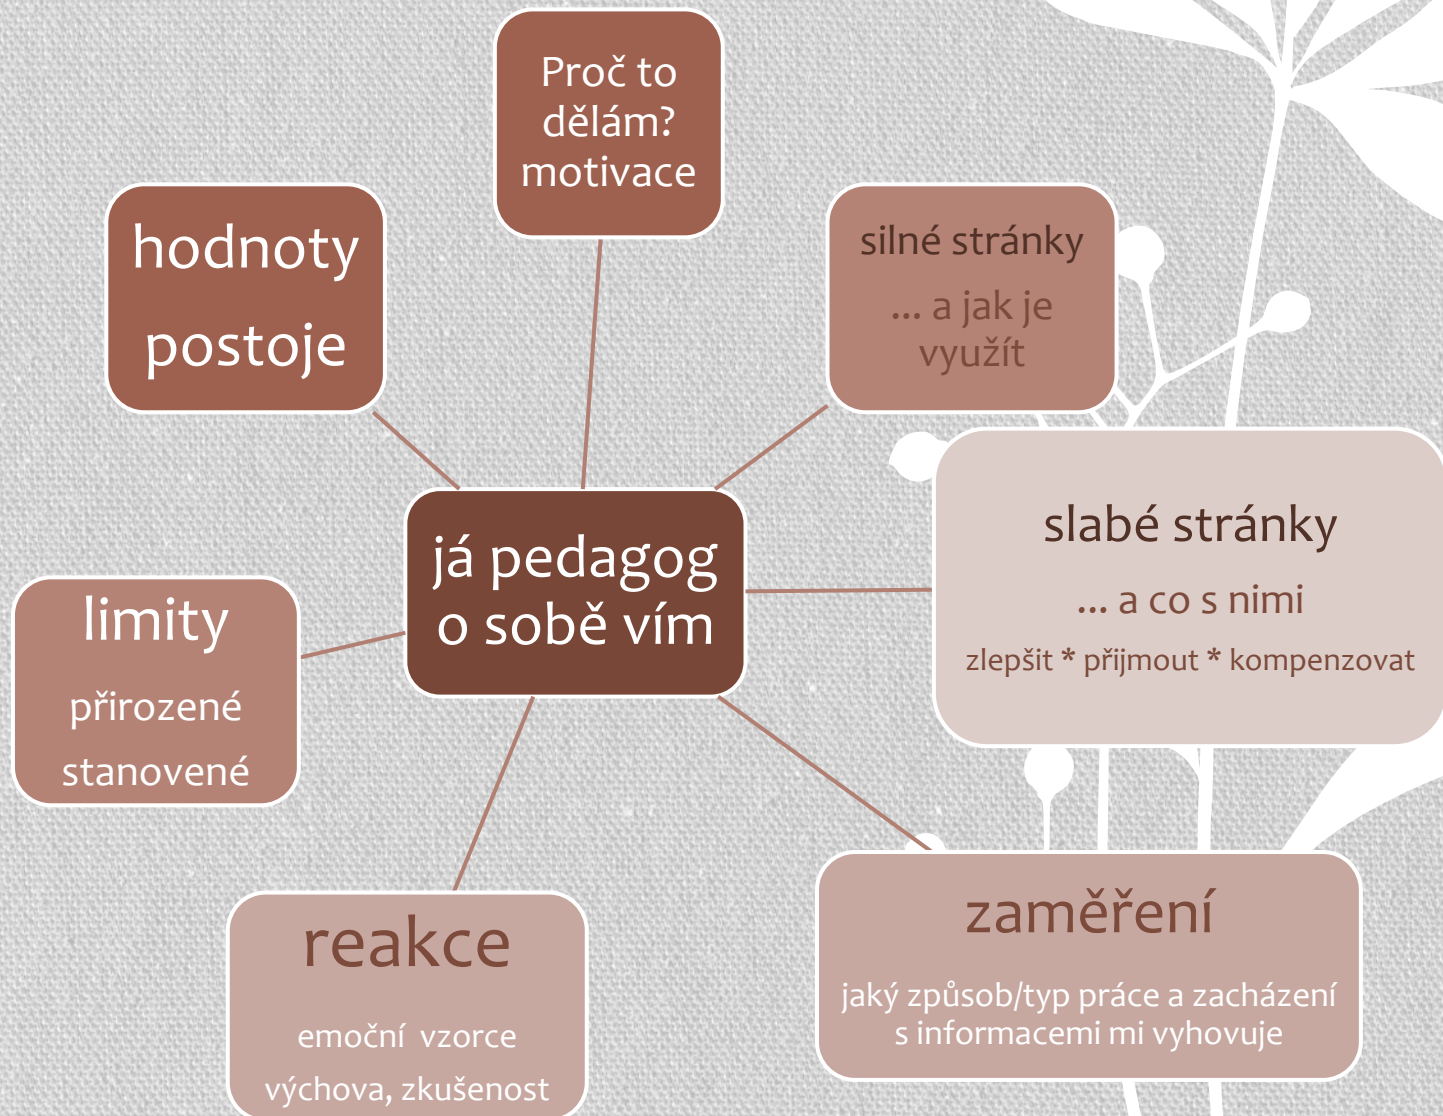 Proč to
dělám?
motivace
hodnoty
postoje
silné stránky
... a jak je
využít
já pedagog
o sobě vím
slabé stránky
... a co s nimi
zlepšit * přijmout * kompenzovat
limity
přirozené
stanovené
reakce
emoční vzorce
výchova, zkušenost
zaměření
jaký způsob/typ práce a zacházení
s informacemi mi vyhovuje